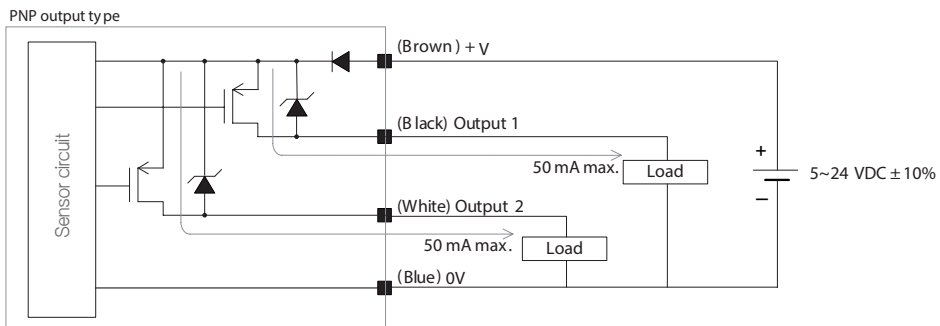 PNP output type
(Brown) + V
Sensor circuit
(Black) Output 1
50 mA max.
Load
+
5~24 VDC ± 10%
−
(White) Output 2
50 mA max.
Load
(Blue) 0V